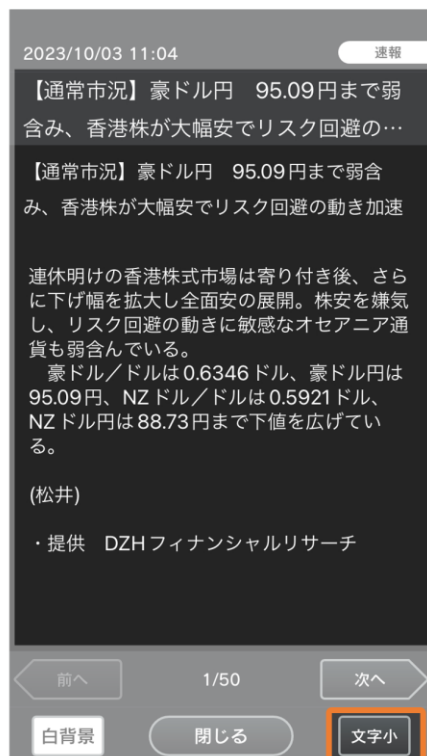 2023/10/03 11:04
速報
【通常市況】豪ドル円　95.09円まで弱
含み、香港株が大幅安でリスク回避の…
【通常市況】豪ドル円　95.09円まで弱含
み、香港株が大幅安でリスク回避の動き加速
連休明けの香港株式市場は寄り付き後、さら
に下げ幅を拡大し全面安の展開。株安を嫌気
し、リスク回避の動きに敏感なオセアニア通
貨も弱含んでいる。
　豪ドル／ドルは0.6346ドル、豪ドル円は
95.09円、NZドル／ドルは0.5921ドル、
NZドル円は88.73円まで下値を広げてい
る。
(松井)
・提供　DZHフィナンシャルリサーチ
前へ
1/50
次へ
白背景
閉じる
文字小